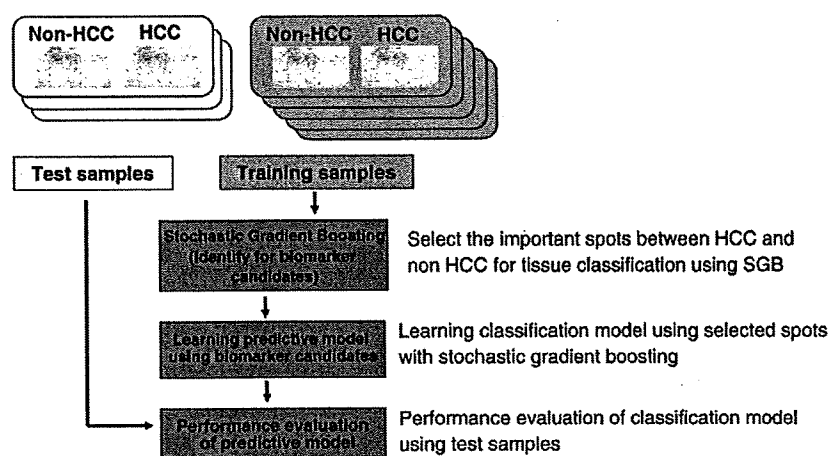 Non-HCC HCC
Non-HCC HCC
Test samples
Training samples
Stochastic Gradient Boosting
(Identify for biomarker
candidates)
Select the important spots between HCC and
non HCC for tissue classification using SGB
Learning predictive model
using biomarker candidates
Learning classification model using selected spots
with stochastic gradient boosting
Performance evaluation
of predictive model
Performance evaluation of classification model
using test samples